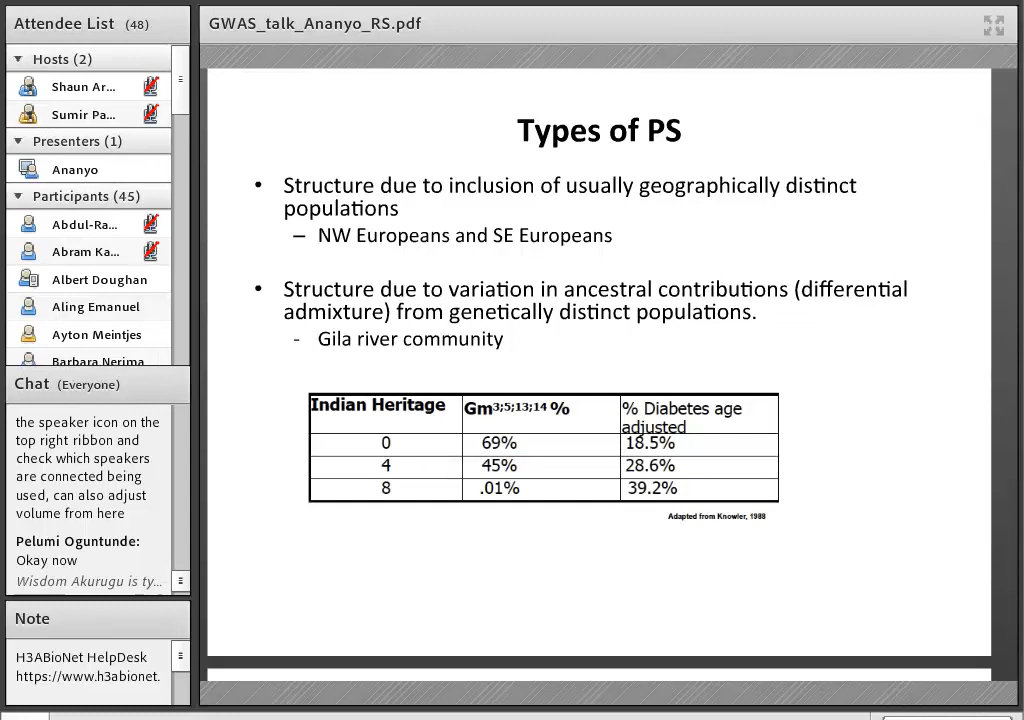 Attendee List (48)
Hosts (2)
Shaun Ar...
Sumir Pa...
Presenters (1)
Ananyo
Participants (45)
Abdul-Ra...
Abram Ka...
Albert Doughan
Aling Emanuel
Ayton Meintjes
Barbara Nerima
Chat (Everyone)
the speaker icon on the
top right ribbon and
check which speakers
are connected being
used, can also adjust
volume from here
Pelumi Oguntunde:
Okay now
Wisdom Akurugu is ty...
Note
H3ABioNet HelpDesk
https://www.h3abionet.
GWAS_talk_Ananyo_RS.pdf
Types of PS
• Structure due to inclusion of usually geographically distinct
populations
– NW Europeans and SE Europeans
• Structure due to variation in ancestral contributions (differential
admixture) from genetically distinct populations.
- Gila river community
Indian Heritage Gm3;5;13;14 % % Diabetes age
adjusted
0 69% 18.5%
4 45% 28.6%
8 .01% 39.2%
Adapted from Knowler, 1988